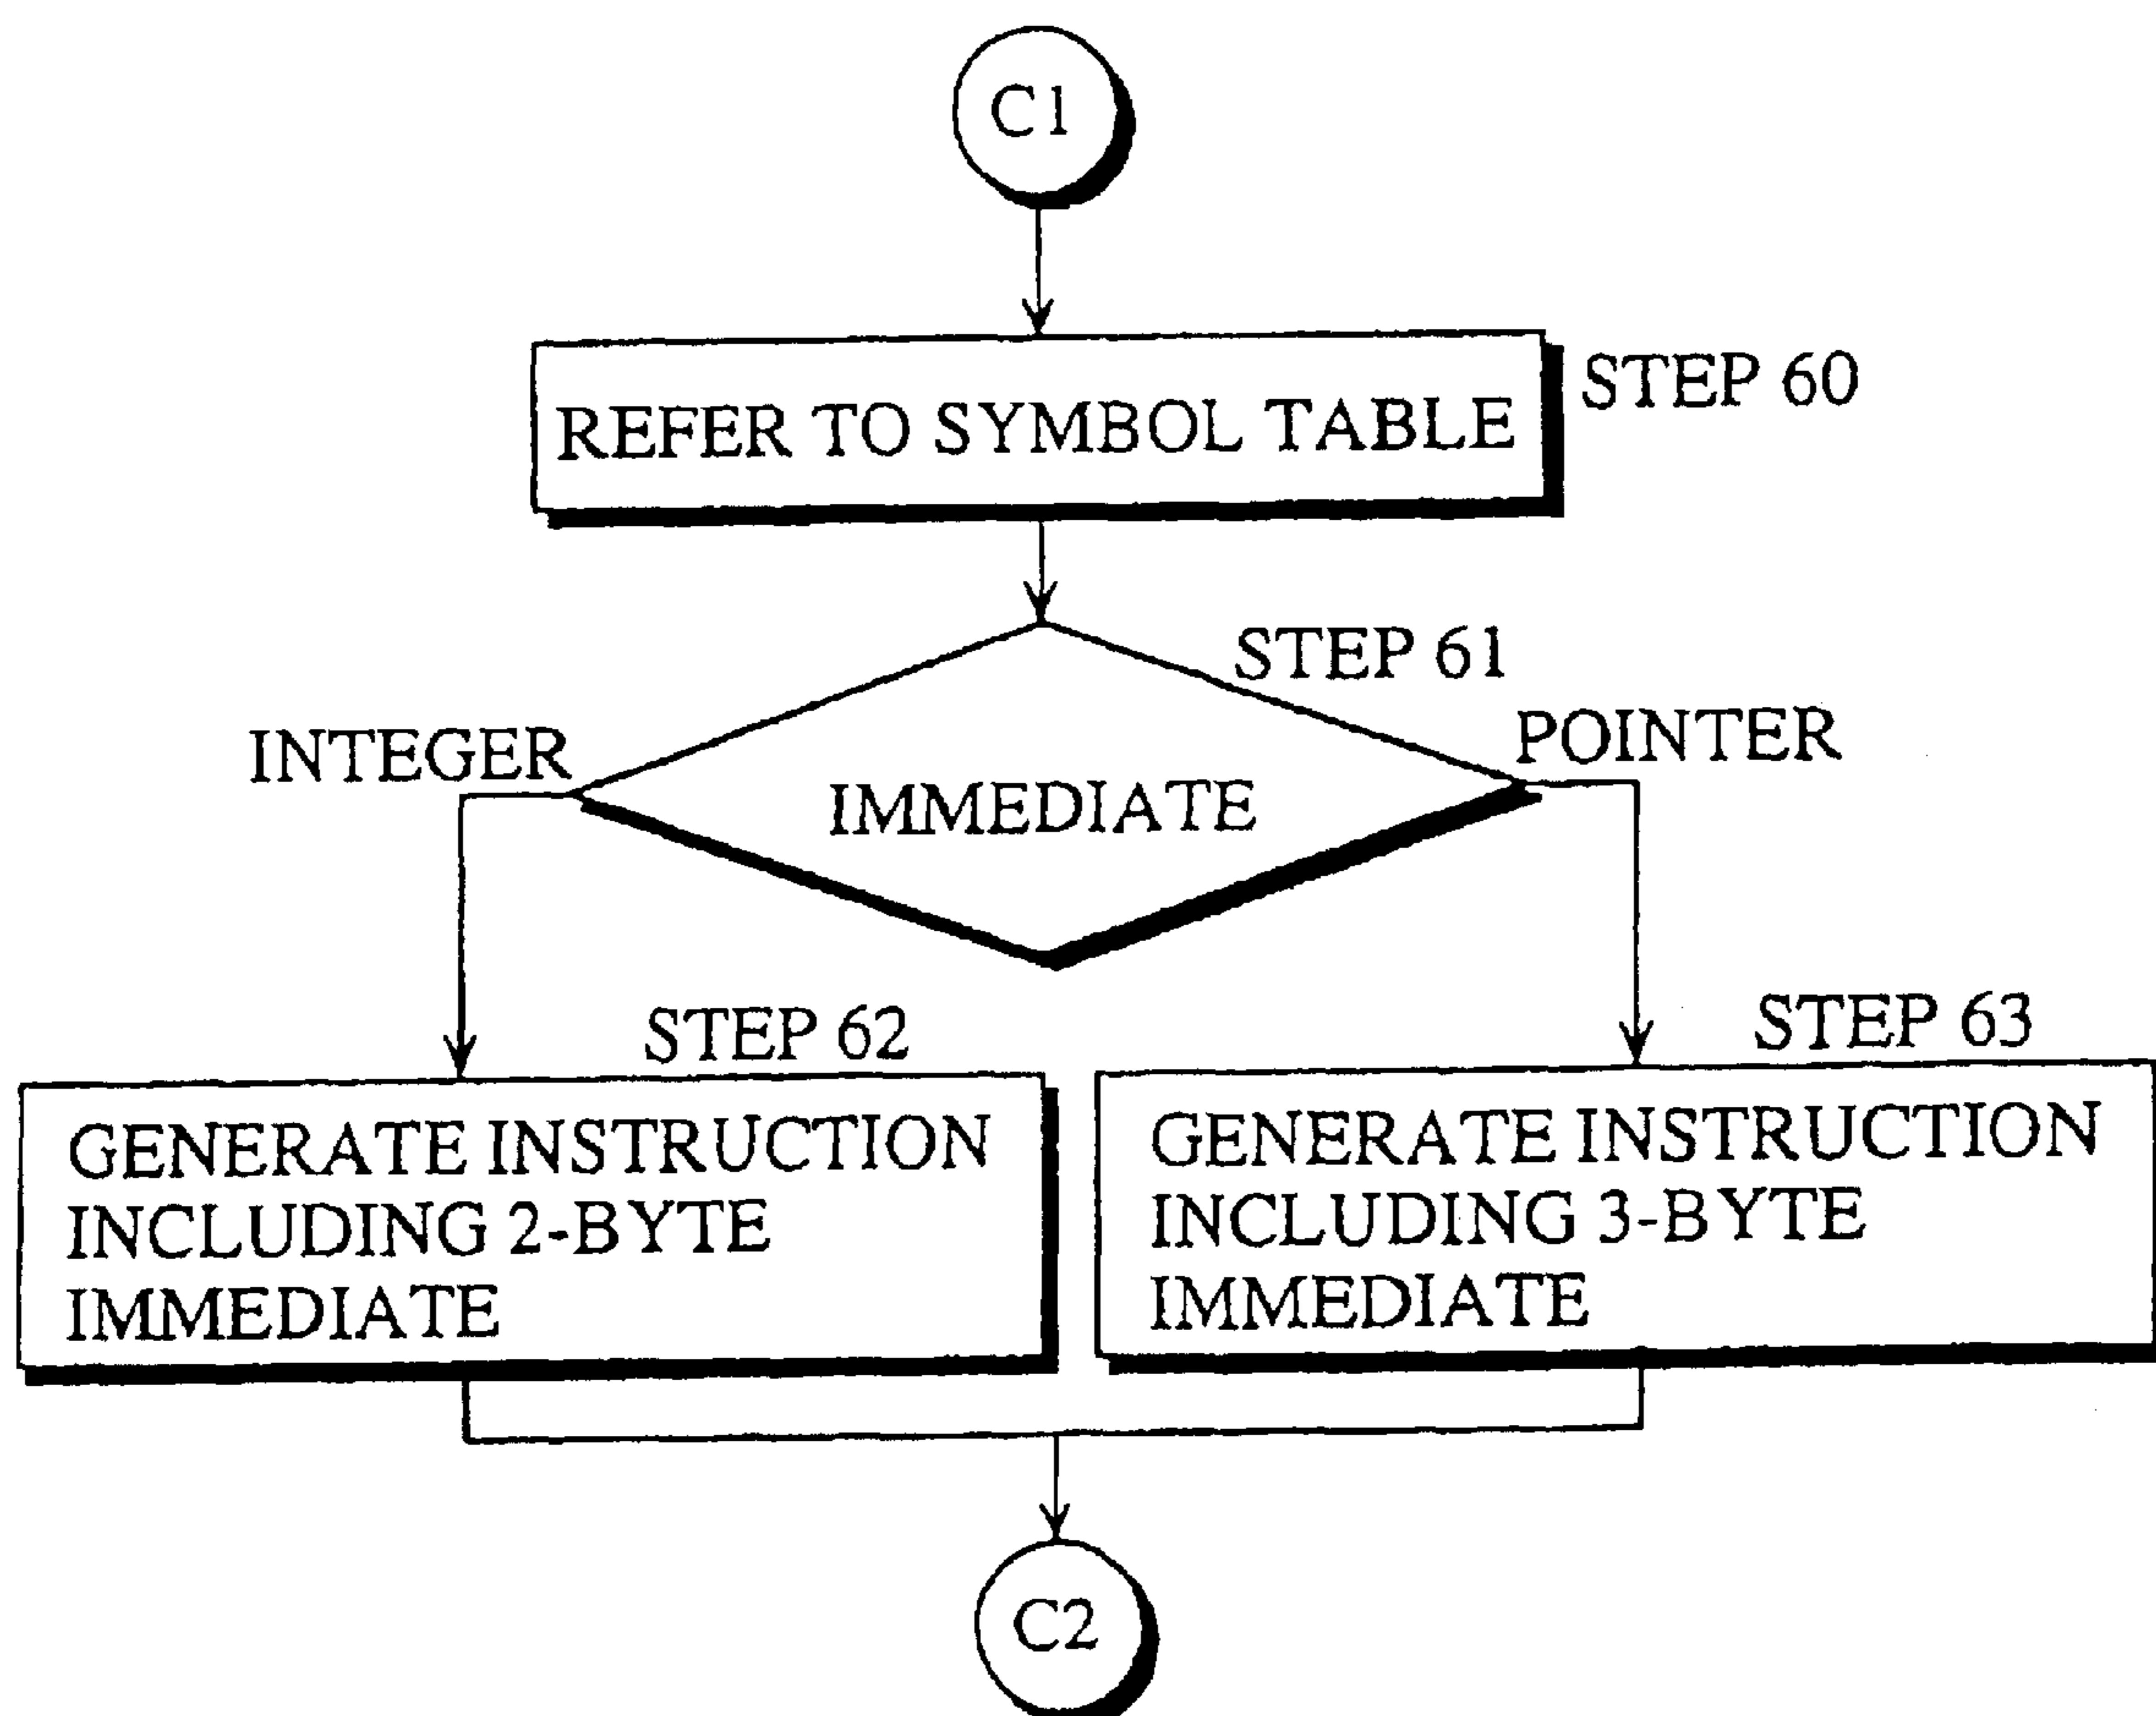 C1
REFER TO SYMBOL TABLE
STEP 60
STEP 61
INTEGER
POINTER
IMMEDIATE
STEP 62
STEP 63
GENERATE INSTRUCTION
INCLUDING 2-BYTE
IMMEDIATE
GENERATE INSTRUCTION
INCLUDING 3-BYTE
IMMEDIATE
C2